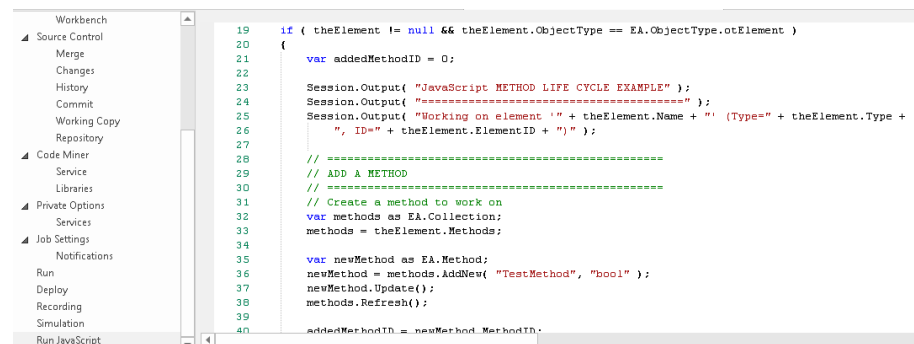 Workbench
Source Control
Merge
Changes
History
Commit
Working Copy
Repository
Code Miner
Service
Libraries
Private Options
Services
Job Settings
Notifications
Run
Deploy
Recording
Simulation
Run JavaScript
19 if ( theElement != null && theElement.ObjectType == EA.ObjectType.otElement )
20 {
21 var addedMethodID = 0;
22
23 Session.Output( "JavaScript METHOD LIFE CYCLE EXAMPLE" );
24 Session.Output( "=======================================" );
25 Session.Output( "Working on element '" + theElement.Name + "' (Type=" + theElement.Type +
26 ", ID=" + theElement.ElementID + ")" );
27
28 // ==================================================
29 // ADD A METHOD
30 // ==================================================
31 // Create a method to work on
32 var methods as EA.Collection;
33 methods = theElement.Methods;
34
35 var newMethod as EA.Method;
36 newMethod = methods.AddNew( "TestMethod", "bool" );
37 newMethod.Update();
38 methods.Refresh();
39
40 addedMethodID = newMethod.MethodID;